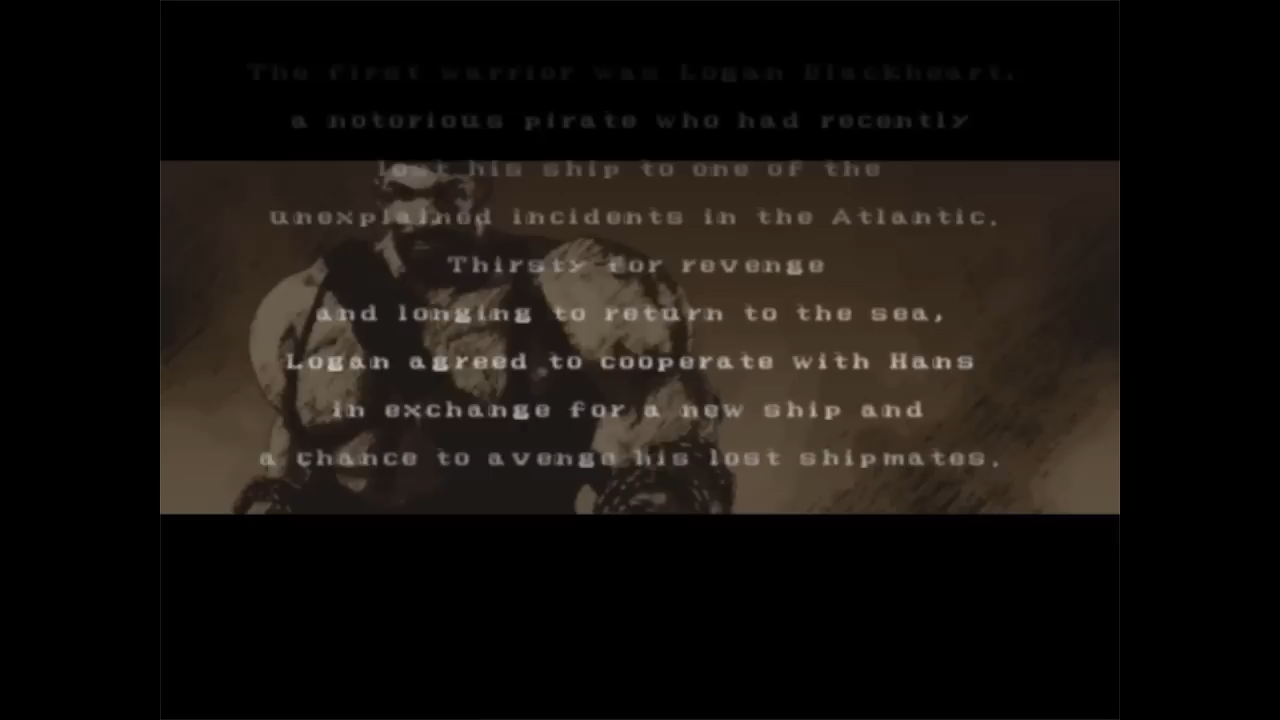 The first warrior was Logan Blackheart,
a notorious pirate who had recently
lost his ship to one of the
unexplained incidents in the Atlantic.
Thirsty for revenge
and longing to return to the sea,
Logan agreed to cooperate with Hans
in exchange for a new ship and
a chance to avenge his lost shipmates.